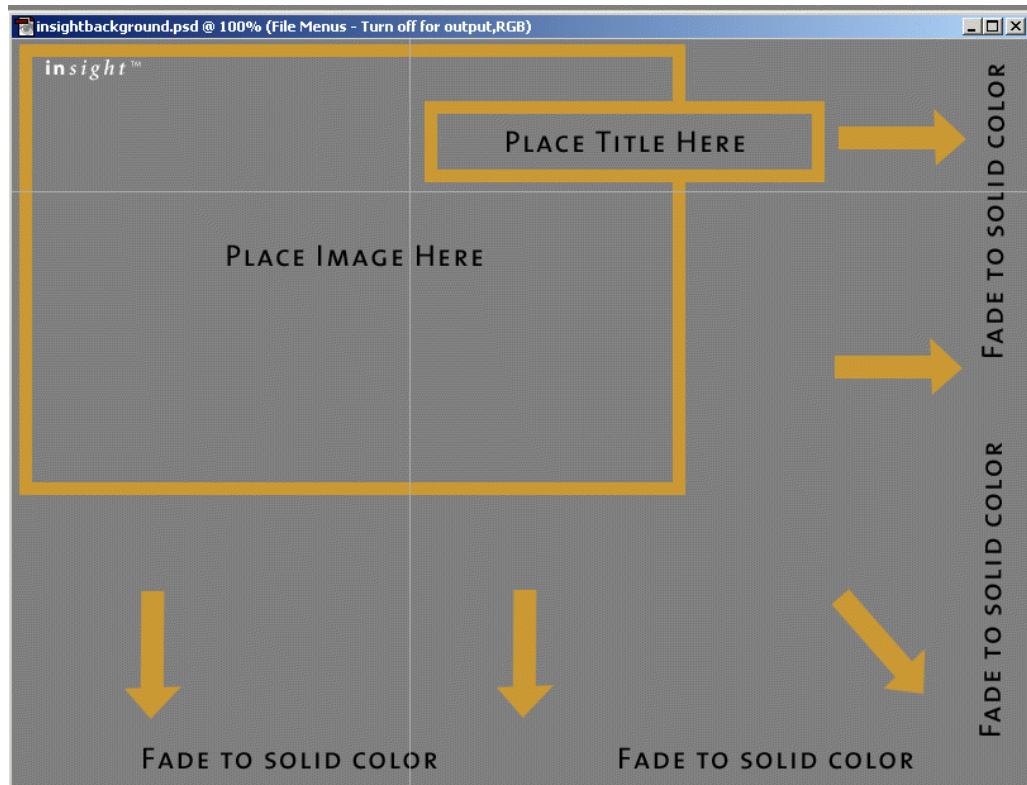 insightbackground.psd @ 100% (File Menus - Turn off for output,RGB)
insight™
PLACE TITLE HERE
PLACE IMAGE HERE
FADE TO SOLID COLOR
FADE TO SOLID COLOR
FADE TO SOLID COLOR
FADE TO SOLID COLOR